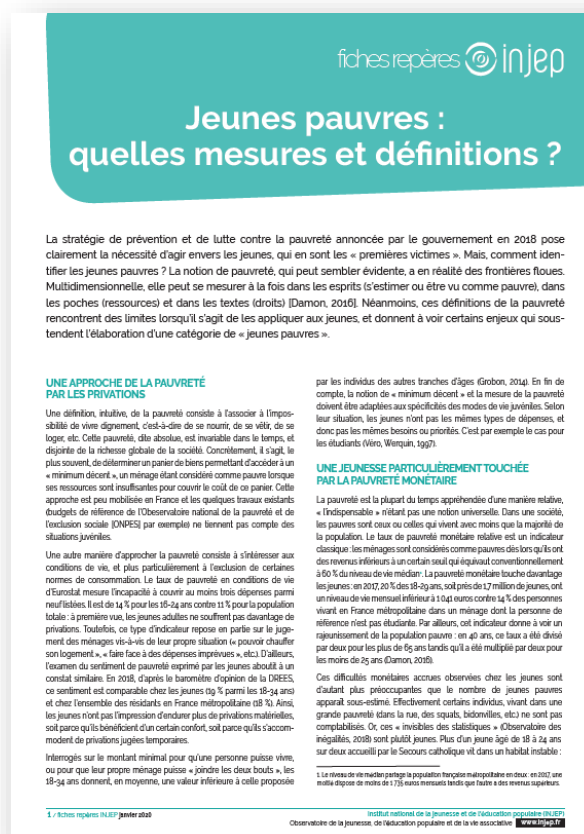 fiches repères injep
Jeunes pauvres :
quelles mesures et définitions ?
La stratégie de prévention et de lutte contre la pauvreté annoncée par le gouvernement en 2018 pose
clairement la nécessité d'agir envers les jeunes, qui en sont les « premières victimes ». Mais, comment iden-
tifier les jeunes pauvres ? La notion de pauvreté, qui peut sembler évidente, a en réalité des frontières floues.
Multidimensionnelle, elle peut se mesurer à la fois dans les esprits (s'estimer ou être vu comme pauvre), dans
les poches (ressources) et dans les textes (droits) [Damon, 2016]. Néanmoins, ces définitions de la pauvreté
rencontrent des limites lorsqu'il s'agit de les appliquer aux jeunes, et donnent à voir certains enjeux qui sous-
tendent l'élaboration d'une catégorie de « jeunes pauvres ».
UNE APPROCHE DE LA PAUVRETÉ
PAR LES PRIVATIONS
Une définition, intuitive, de la pauvreté consiste à l'associer à l'impos-
sibilité de vivre dignement, c'est-à-dire de se nourrir, de se vêtir, de se
loger, etc. Cette pauvreté, dite absolue, est invariable dans le temps, et
disjointe de la richesse globale de la société. Concrètement, il s'agit, le
plus souvent, de déterminer un panier de biens permettant d'accéder à un
« minimum décent », un ménage étant considéré comme pauvre lorsque
ses ressources sont insuffisantes pour couvrir le coût de ce panier. Cette
approche est peu mobilisée en France et les quelques travaux existants
(budgets de référence de l'Observatoire national de la pauvreté et de
l'exclusion sociale [ONPES] par exemple) ne tiennent pas compte des
situations juvéniles.
Une autre manière d'approcher la pauvreté consiste à s'intéresser aux
conditions de vie, et plus particulièrement à l'exclusion de certaines
normes de consommation. Le taux de pauvreté en conditions de vie
d'Eurostat mesure l'incapacité à couvrir au moins trois dépenses parmi
neuf listées. Il est de 14 % pour les 16-24 ans contre 11 % pour la population
totale : à première vue, les jeunes adultes ne souffrent pas davantage de
privations. Toutefois, ce type d'indicateur repose en partie sur le juge-
ment des ménages vis-à-vis de leur propre situation (« pouvoir chauffer
son logement », « faire face à des dépenses imprévues », etc.). D'ailleurs,
l'examen du sentiment de pauvreté exprimé par les jeunes aboutit à un
constat similaire. En 2018, d'après le baromètre d'opinion de la DREES,
ce sentiment est comparable chez les jeunes (19 % parmi les 18-34 ans)
et chez l'ensemble des résidants en France métropolitaine (18 %). Ainsi,
les jeunes n'ont pas l'impression d'endurer plus de privations matérielles,
soit parce qu'ils bénéficient d'un certain confort, soit parce qu'ils s'accom-
modent de privations jugées temporaires.
Interrogés sur le montant minimal pour qu'une personne puisse vivre,
ou pour que leur propre ménage puisse « joindre les deux bouts », les
18-34 ans donnent, en moyenne, une valeur inférieure à celle proposée
par les individus des autres tranches d'âges (Grobon, 2014). En fin de
compte, la notion de « minimum décent » et la mesure de la pauvreté
doivent être adaptées aux spécificités des modes de vie juvéniles. Selon
leur situation, les jeunes n'ont pas les mêmes types de dépenses, et
donc pas les mêmes besoins ou priorités. C'est par exemple le cas pour
les étudiants (Véro, Werquin, 1997).
UNE JEUNESSE PARTICULIÈREMENT TOUCHÉE
PAR LA PAUVRETÉ MONÉTAIRE
La pauvreté est la plupart du temps appréhendée d'une manière relative,
« l'indispensable » n'étant pas une notion universelle. Dans une société,
les pauvres sont ceux ou celles qui vivent avec moins que la majorité de
la population. Le taux de pauvreté monétaire relative est un indicateur
classique : les ménages sont considérés comme pauvres dès lors qu'ils ont
des revenus inférieurs à un certain seuil qui équivaut conventionnellement
à 60 % du niveau de vie médian¹. La pauvreté monétaire touche davantage
les jeunes : en 2017, 20 % des 18-29 ans, soit près de 1,7 million de jeunes, ont
un niveau de vie mensuel inférieur à 1 041 euros contre 14 % des personnes
vivant en France métropolitaine dans un ménage dont la personne de
référence n'est pas étudiante. Par ailleurs, cet indicateur donne à voir un
rajeunissement de la population pauvre : en 40 ans, ce taux a été divisé
par deux pour les plus de 65 ans tandis qu'il a été multiplié par deux pour
les moins de 25 ans (Damon, 2016).
Ces difficultés monétaires accrues observées chez les jeunes sont
d'autant plus préoccupantes que le nombre de jeunes pauvres
apparaît sous-estimé. Effectivement certains individus, vivant dans une
grande pauvreté (dans la rue, des squats, bidonvilles, etc.) ne sont pas
comptabilisés. Or, ces « invisibles des statistiques » (Observatoire des
inégalités, 2018) sont plutôt jeunes. Plus d'un jeune âgé de 18 à 24 ans
sur deux accueilli par le Secours catholique vit dans un habitat instable :
1. Le niveau de vie médian partage la population française métropolitaine en deux : en 2017, une
moitié dispose de moins de 1 735 euros mensuels tandis que l'autre a des revenus supérieurs.
1 / fiches repères INJEP janvier 2020
Institut national de la jeunesse et de l'éducation populaire (INJEP)
Observatoire de la jeunesse, de l'éducation populaire et de la vie associative www.injep.fr